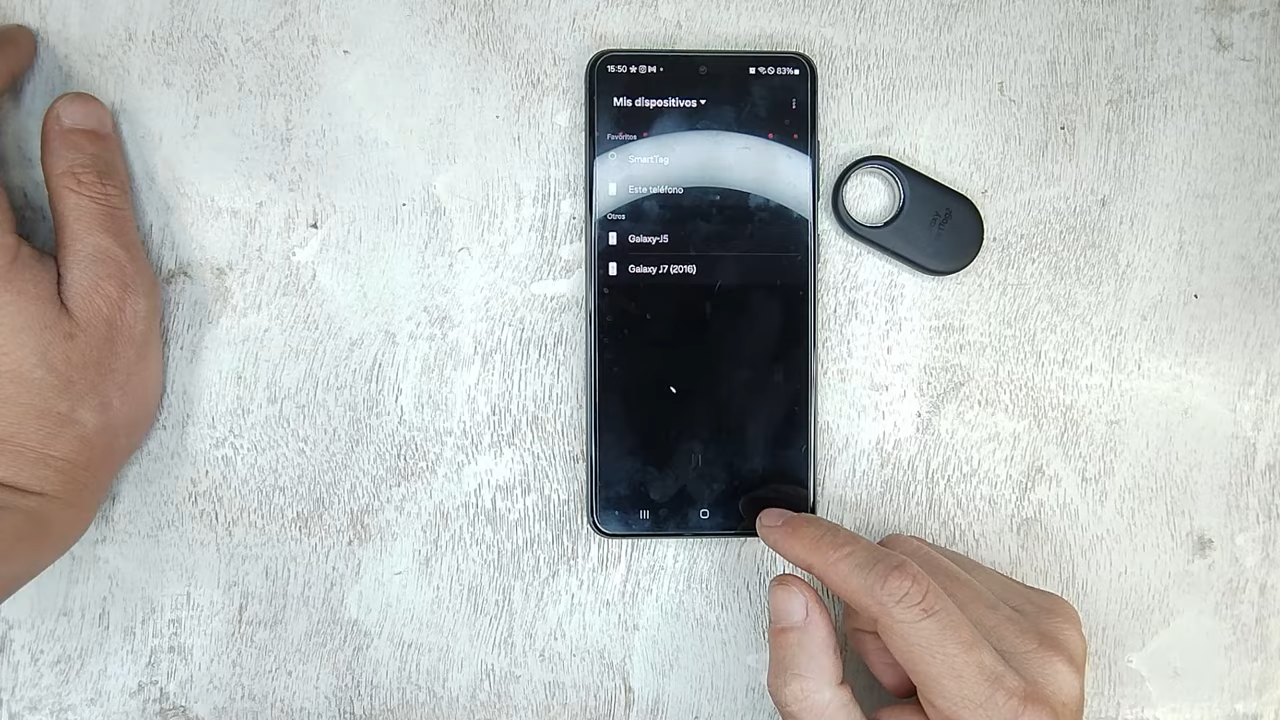 15:50
83%
Mis dispositivos
Favoritos
SmartTag
Este teléfono
Otros
Galaxy-J5
Galaxy J7 (2016)